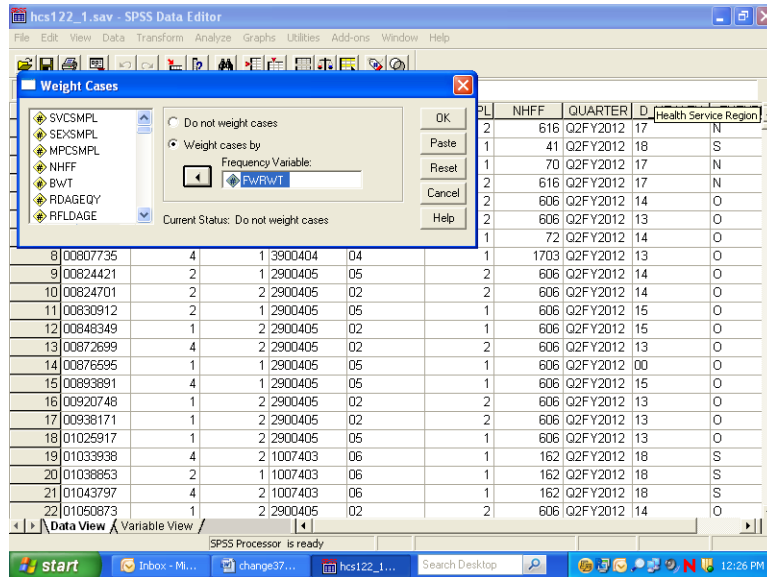 hcs122_1.sav - SPSS Data Editor
File Edit View Data Transform Analyze Graphs Utilities Add-ons Window Help
Weight Cases
SVCSMPL
SEXSMPL
MPCSMPL
NHFF
BWT
RDAGEQY
RFLDAGE
Do not weight cases
Weight cases by
Frequency Variable:
FWRWT
Current Status: Do not weight cases
OK
Paste
Reset
Cancel
Help
PL NHFF QUARTER D_
Health Service Region
2 616 Q2FY2012 17 N
1 41 Q2FY2012 18 S
1 70 Q2FY2012 17 N
2 616 Q2FY2012 17 N
2 606 Q2FY2012 14 O
2 606 Q2FY2012 13 O
1 72 Q2FY2012 14 O
8 00807735 4 1 3900404 04 1 1703 Q2FY2012 13 O
9 00824421 2 1 2900405 05 2 606 Q2FY2012 14 O
10 00824701 2 2 2900405 02 2 606 Q2FY2012 14 O
11 00830912 2 1 2900405 05 1 606 Q2FY2012 15 O
12 00848349 1 2 2900405 02 1 606 Q2FY2012 15 O
13 00872699 4 2 2900405 02 2 606 Q2FY2012 13 O
14 00876595 1 1 2900405 05 1 606 Q2FY2012 00 O
15 00893891 4 1 2900405 05 1 606 Q2FY2012 15 O
16 00920748 1 2 2900405 02 2 606 Q2FY2012 13 O
17 00938171 1 2 2900405 02 2 606 Q2FY2012 13 O
18 01025917 1 2 2900405 05 1 606 Q2FY2012 13 O
19 01033938 4 2 1007403 06 1 162 Q2FY2012 18 S
20 01038853 2 1 1007403 06 1 162 Q2FY2012 18 S
21 01043797 4 2 1007403 06 1 162 Q2FY2012 18 S
22 01050873 1 2 2900405 02 2 606 Q2FY2012 14 O
Data View Variable View
SPSS Processor is ready
start Inbox - Mi... change37... hcs122_1... Search Desktop 12:26 PM